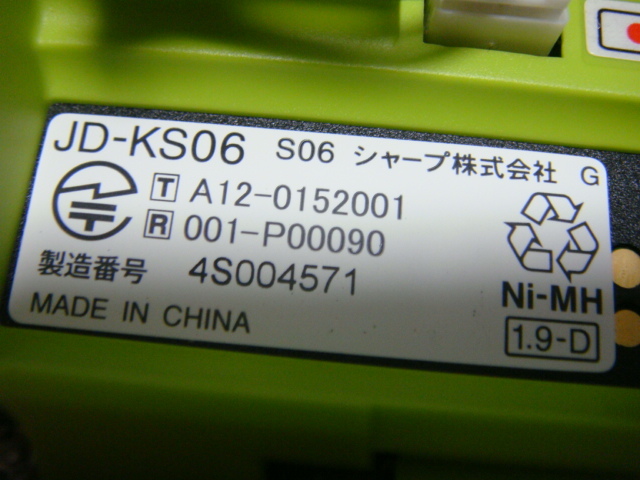 JD-KS06 S06 シャープ株式会社 G
T A12-0152001
R 001-P00090
製造番号 4S004571
MADE IN CHINA
Ni-MH
1.9-D